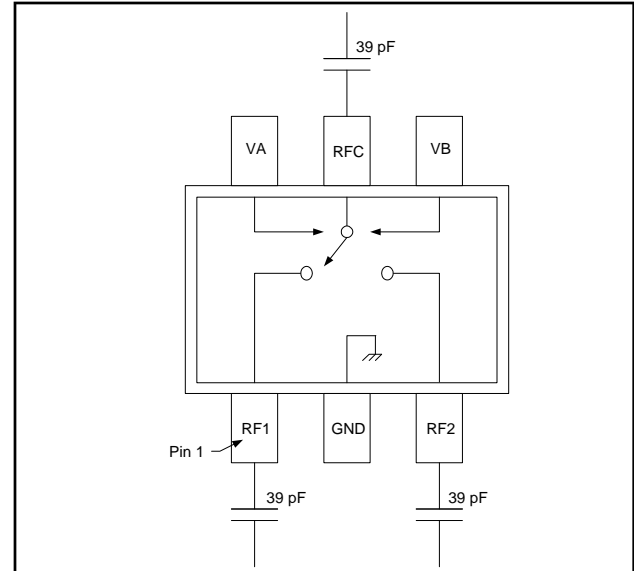 39 pF
VA
RFC
VB
RF1
GND
RF2
Pin 1
39 pF
39 pF